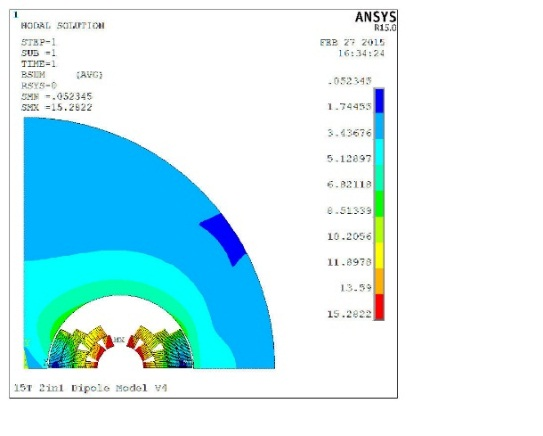 1
NODAL SOLUTION
STEP=1
SUB =1
TIME=1
BSUM (AVG)
RSYS=0
SMN =.052345
SMX =15.2822
ANSYS
R15.0
FEB 27 2015
16:34:24
.052345
1.74455
3.43676
5.12897
6.82118
8.51339
10.2056
11.8978
13.59
15.2822
MX
15T 2in1 Dipole Model V4